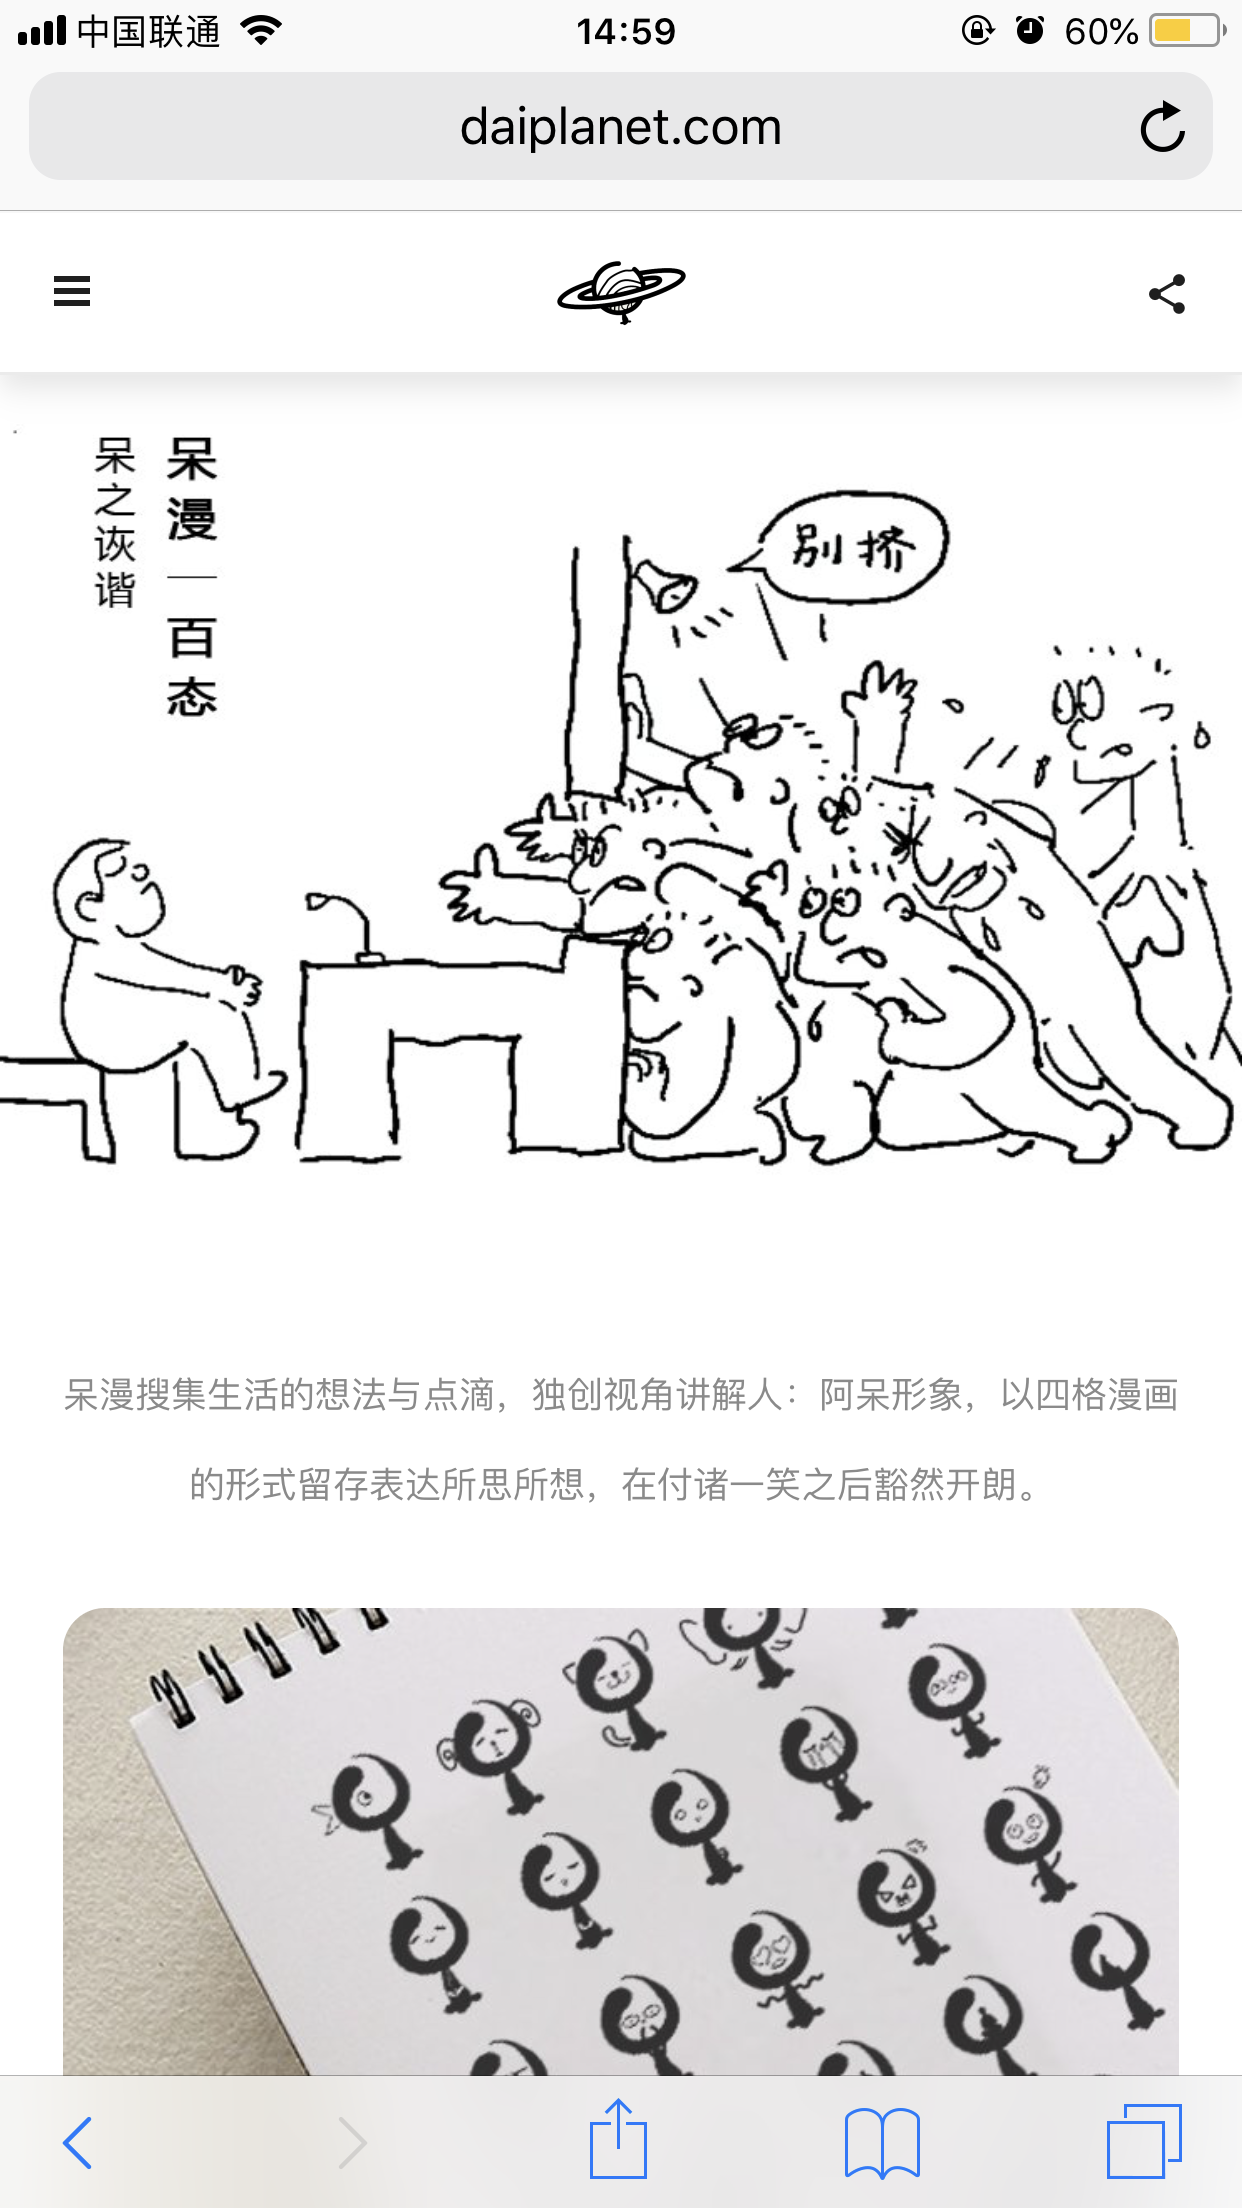 中国联通
14:59
60%
daiplanet.com
呆漫—百态
呆之诙谐
别挤
呆漫搜集生活的想法与点滴，独创视角讲解人：阿呆形象，以四格漫画
的形式留存表达所思所想，在付诸一笑之后豁然开朗。